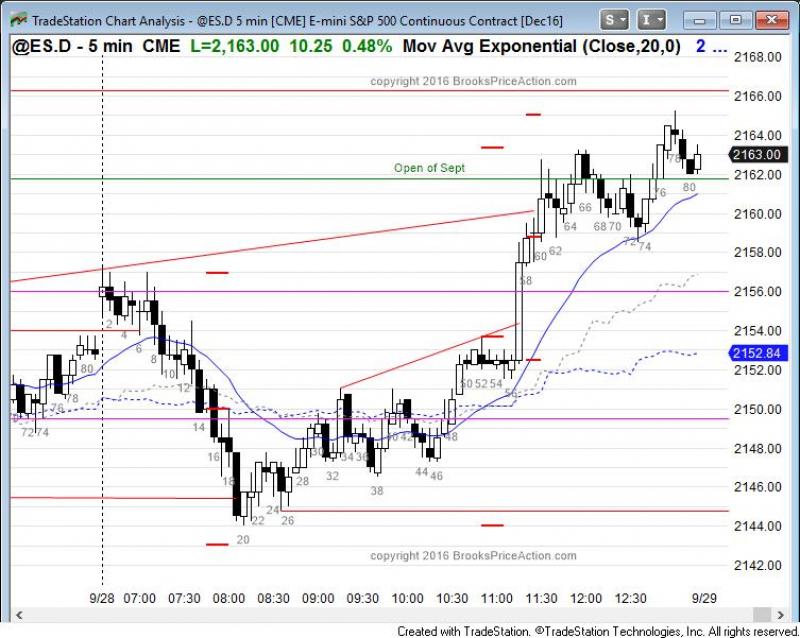 TradeStation Chart Analysis - @ES.D 5 min [CME] E-mini S&P 500 Continuous Contract [Dec16]
S
I
@ES.D - 5 min CME L=2,163.00 10.25 0.48% Mov Avg Exponential (Close,20,0) 2 ...
copyright 2016 BrooksPriceAction.com
Open of Sept
2168.00
2166.00
2164.00
2163.00
2162.00
2160.00
2158.00
2156.00
2154.00
2152.84
2152.00
2150.00
2148.00
2146.00
2144.00
2142.00
72 74 76 78 80
2 4 6 8 10 12 14 16 18 20 22 24 26 28 30 32 34 36 38 40 42 44 46 48 50 52 54 56 58 60 62 64 66 68 70 72 74 76 78 80
copyright 2016 BrooksPriceAction.com
9/28 07:00 07:30 08:00 08:30 09:00 09:30 10:00 10:30 11:00 11:30 12:00 12:30 9/29
Created with TradeStation. ©TradeStation Technologies, Inc. All rights reserved.